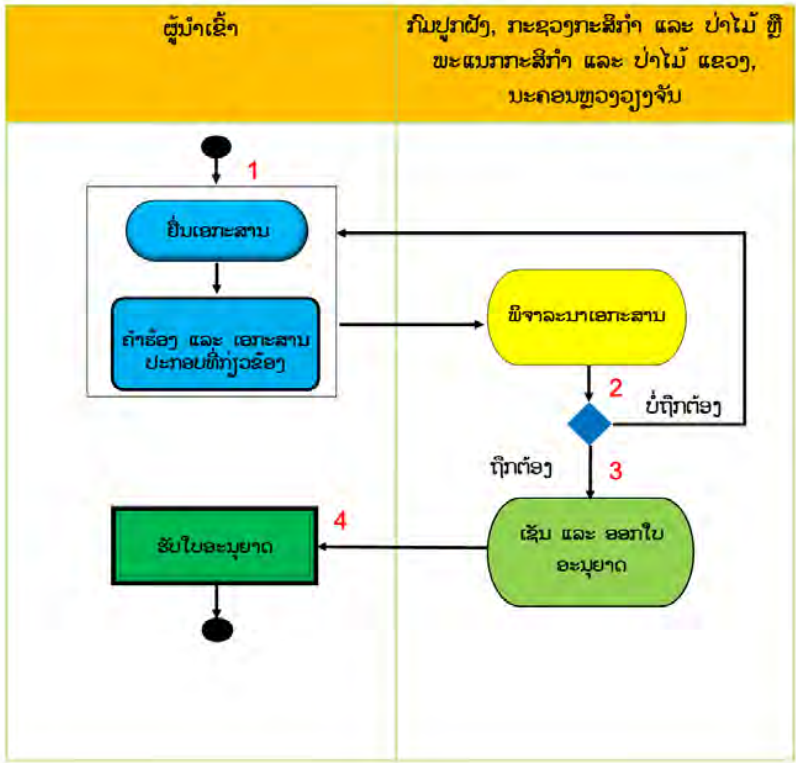 ຜູ້ນຳເຂົ້າ
ກົມປູກຝັງ, ກະຊວງກະສິກຳ ແລະ ປ່າໄມ້ ຫຼື
ພະແນກກະສິກຳ ແລະ ປ່າໄມ້ ແຂວງ,
ນະຄອນຫຼວງວຽງຈັນ
1
ຍື່ນເອກະສານ
ຄຳຮ້ອງ ແລະ ເອກະສານ
ປະກອບທີ່ກ່ຽວຂ້ອງ
ພິຈາລະນາເອກະສານ
2
ບໍ່ຖືກຕ້ອງ
ຖືກຕ້ອງ
3
ເຊັນ ແລະ ອອກໃບ
ອະນຸຍາດ
4
ຮັບໃບອະນຸຍາດ